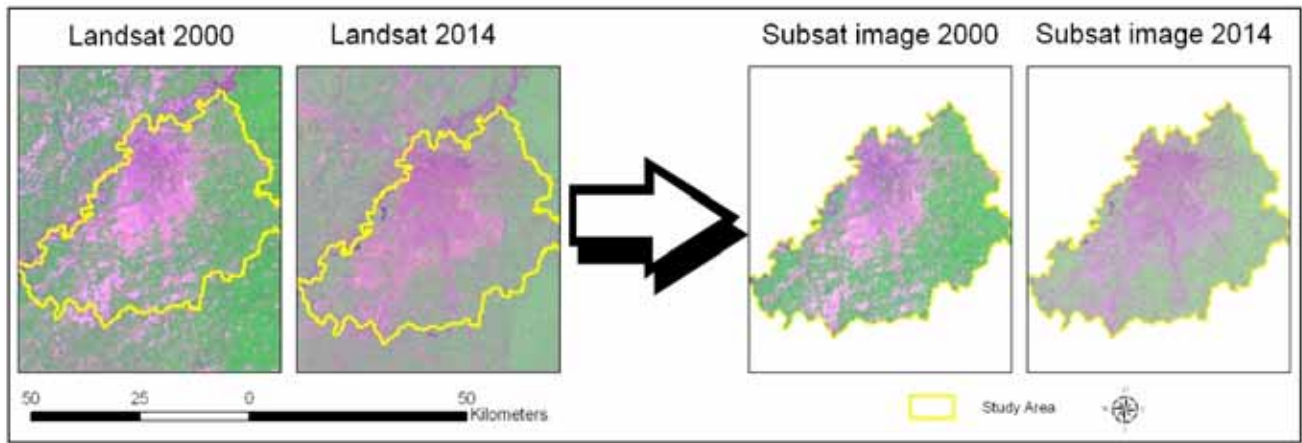 Landsat 2000
Landsat 2014
Subsat image 2000
Subsat image 2014
50 25 0 50
Kilometers
Study Area